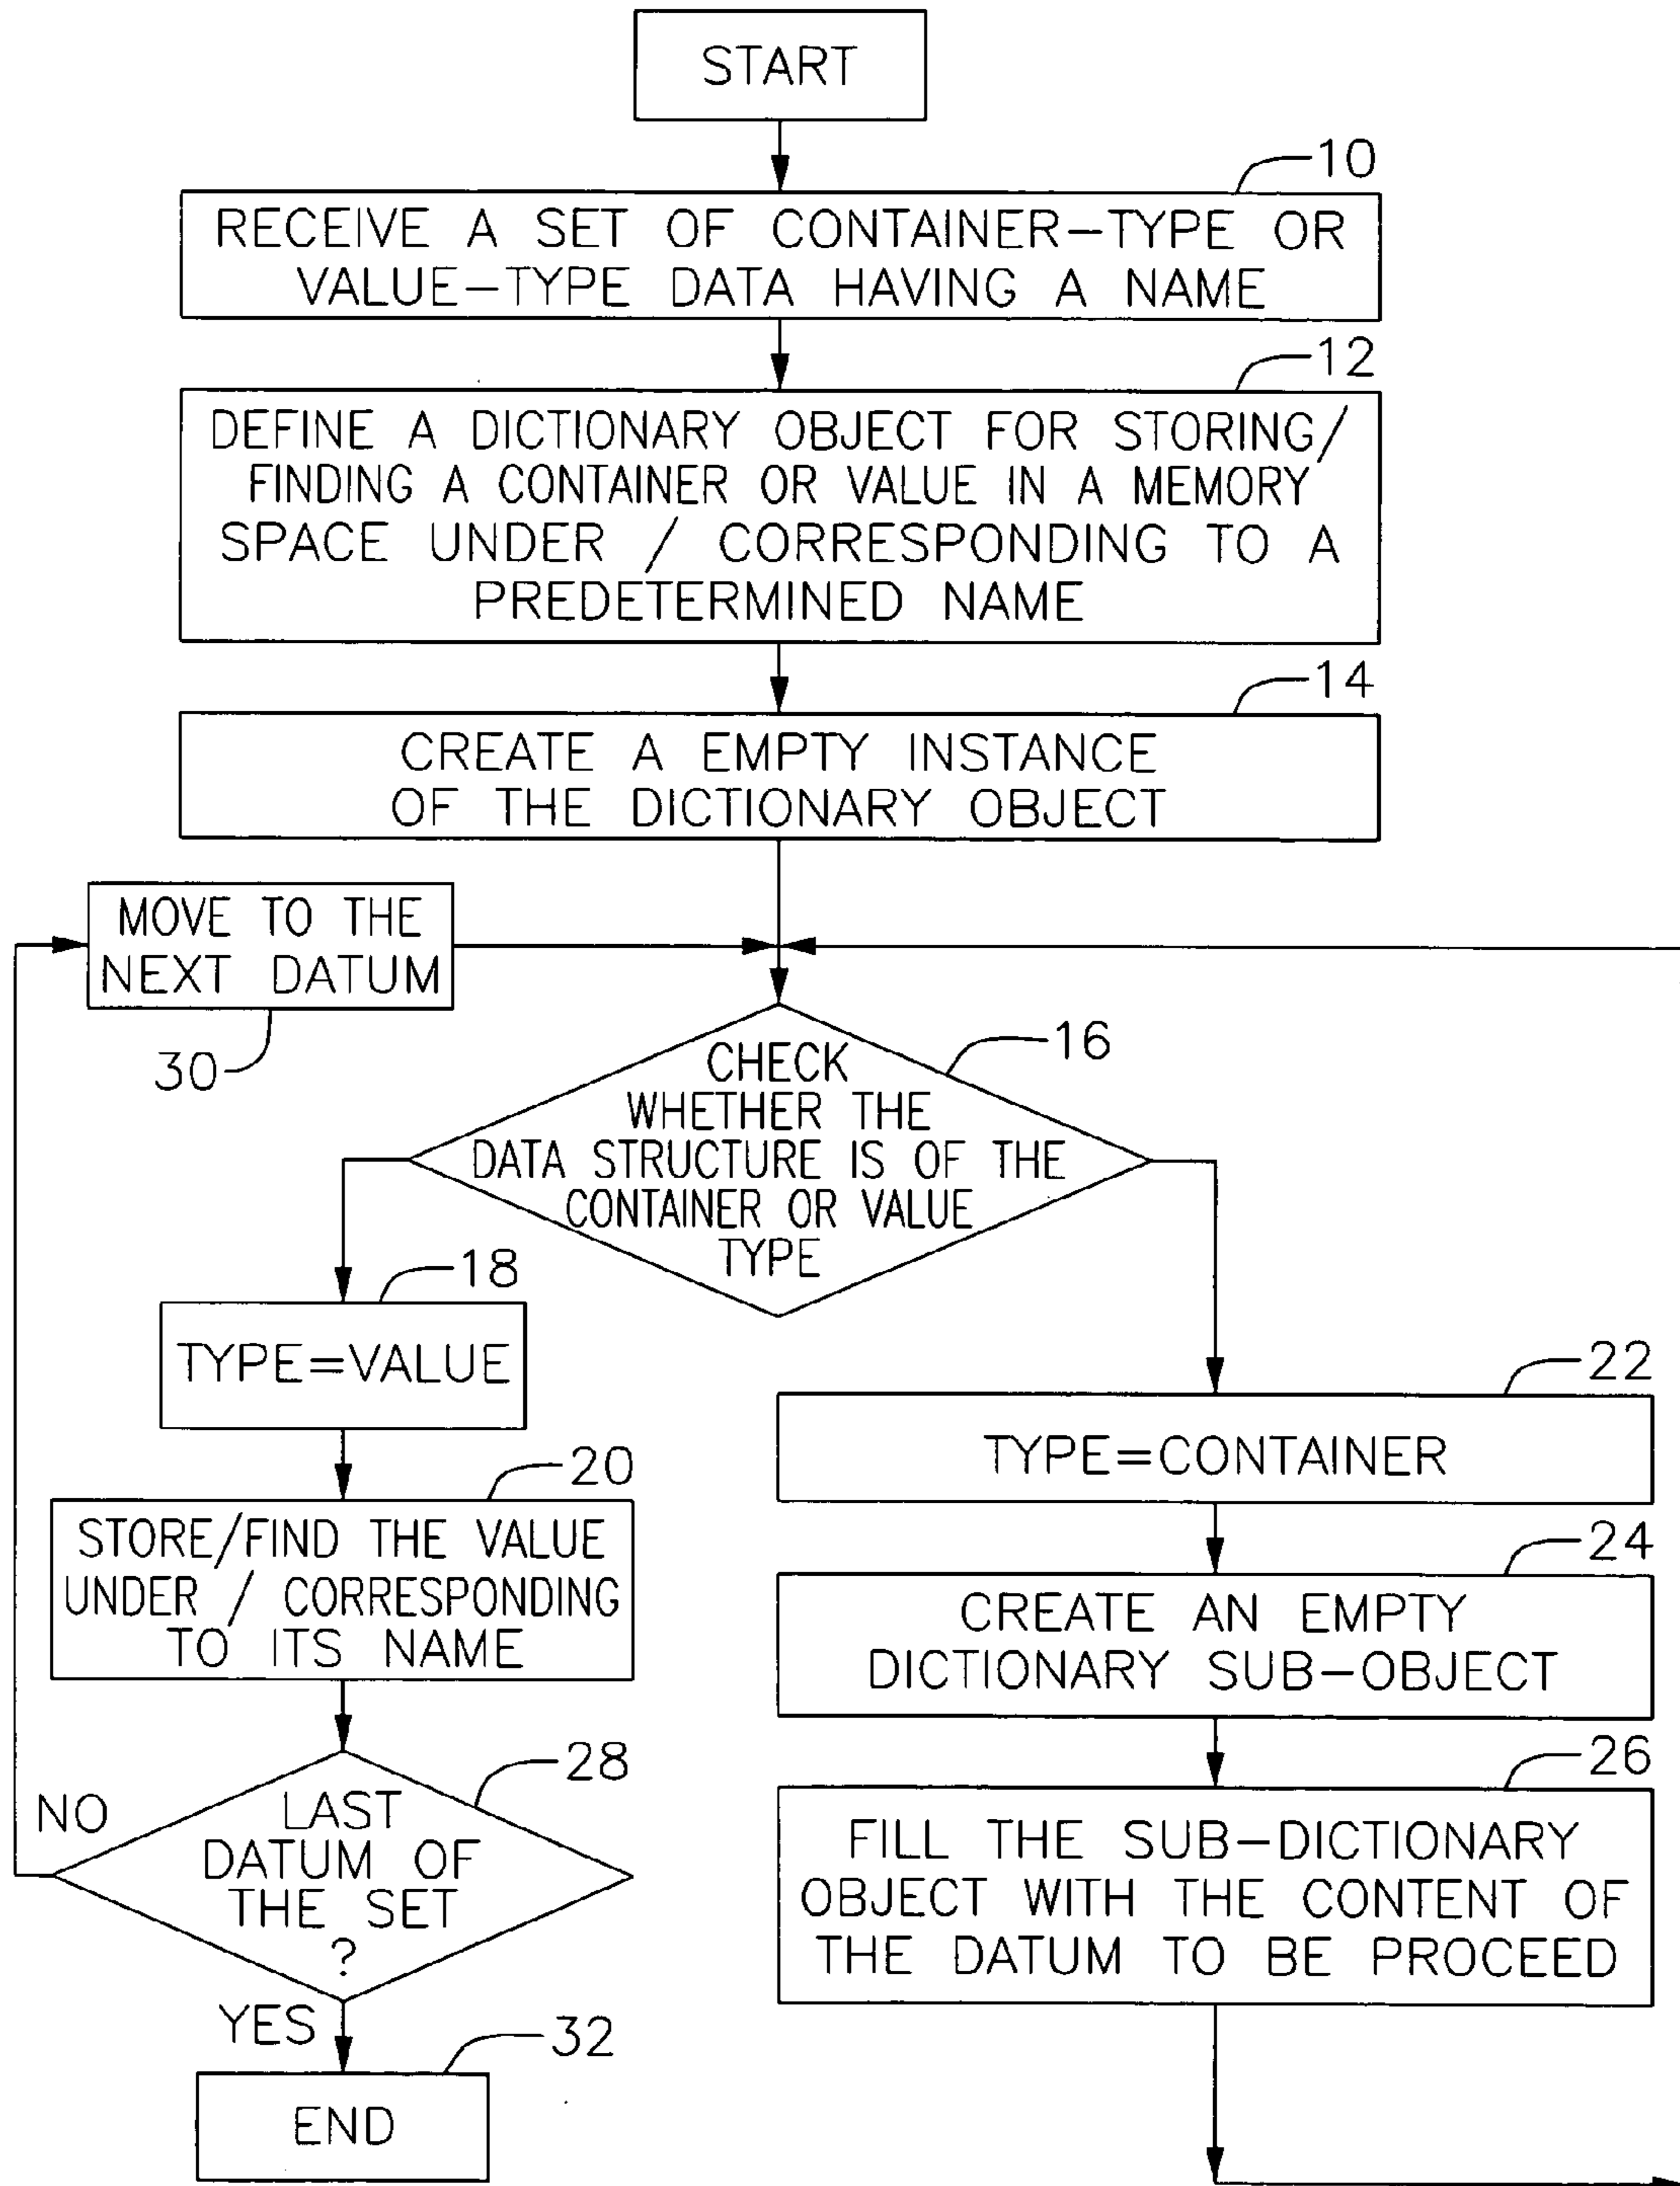 START
10
RECEIVE A SET OF CONTAINER-TYPE OR
VALUE-TYPE DATA HAVING A NAME
12
DEFINE A DICTIONARY OBJECT FOR STORING/
FINDING A CONTAINER OR VALUE IN A MEMORY
SPACE UNDER / CORRESPONDING TO A
PREDETERMINED NAME
14
CREATE A EMPTY INSTANCE
OF THE DICTIONARY OBJECT
MOVE TO THE
NEXT DATUM
30
16
CHECK
WHETHER THE
DATA STRUCTURE IS OF THE
CONTAINER OR VALUE
TYPE
18
TYPE=VALUE
20
STORE/FIND THE VALUE
UNDER / CORRESPONDING
TO ITS NAME
22
TYPE=CONTAINER
24
CREATE AN EMPTY
DICTIONARY SUB-OBJECT
26
FILL THE SUB-DICTIONARY
OBJECT WITH THE CONTENT OF
THE DATUM TO BE PROCEED
28
NO
LAST
DATUM OF
THE SET
?
YES
32
END